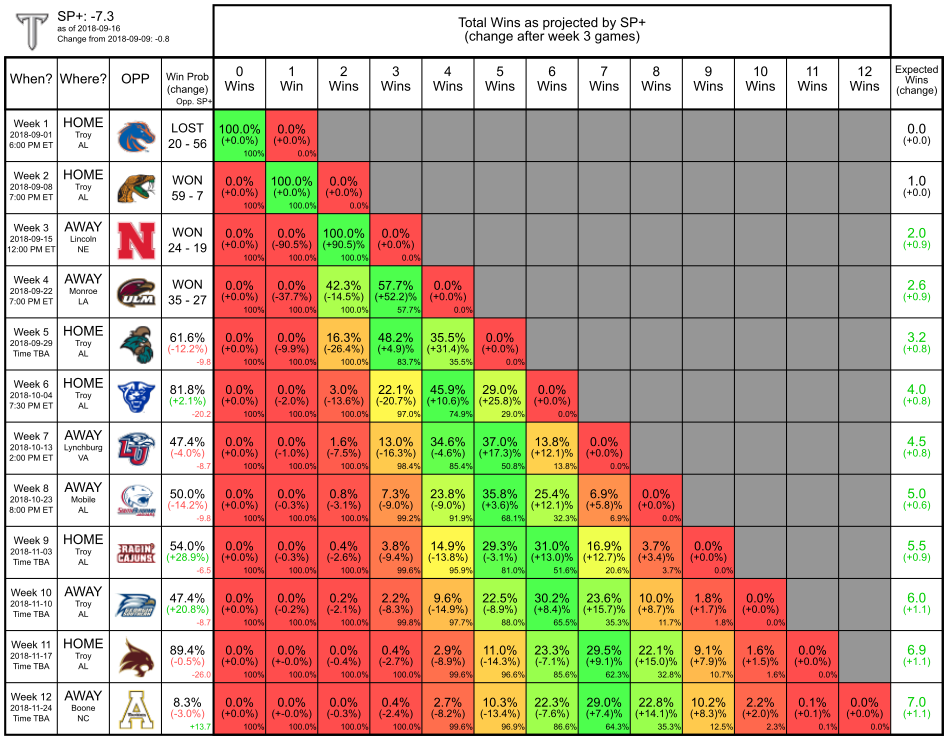 SP+: -7.3
as of 2018-09-16
Change from 2018-09-09: -0.8
Total Wins as projected by SP+
(change after week 3 games)
When? Where? OPP Win Prob (change) Opp. SP+ 0 Wins 1 Win 2 Wins 3 Wins 4 Wins 5 Wins 6 Wins 7 Wins 8 Wins 9 Wins 10 Wins 11 Wins 12 Wins Expected Wins (change)
Week 1 HOME LOST 100.0% 0.0% 0.0
2018-09-01 Troy (+0.0%) (+0.0%) (+0.0)
6:00 PM ET AL 20 - 56 100% 0.0%
Week 2 HOME WON 0.0% 100.0% 0.0% 1.0
2018-09-08 Troy (+0.0%) (+0.0%) (+0.0%) (+0.0)
7:00 PM ET AL 59 - 7 100% 100.0% 0.0%
Week 3 AWAY N WON 0.0% 0.0% 100.0% 0.0% 2.0
2018-09-15 Lincoln (+0.0%) (-90.5%) (+90.5)% (+0.0%) (+0.9)
12:00 PM ET NE 24 - 19 100% 100.0% 100.0% 0.0%
Week 4 AWAY ULM WON 0.0% 0.0% 42.3% 57.7% 0.0% 2.6
2018-09-22 Monroe (+0.0%) (-37.7%) (-14.5)% (+52.2)% (+0.0%) (+0.9)
7:00 PM ET LA 35 - 27 100% 100.0% 100.0% 57.7% 0.0%
Week 5 HOME 61.6% 0.0% 0.0% 16.3% 48.2% 35.5% 0.0% 3.2
2018-09-29 Troy (-12.2%) (+0.0%) (-9.9%) (-26.4%) (+4.9)% (+31.4)% (+0.0%) (+0.8)
Time TBA AL -9.8 100% 100.0% 100.0% 83.7% 35.5% 0.0%
Week 6 HOME 81.8% 0.0% 0.0% 3.0% 22.1% 45.9% 29.0% 0.0% 4.0
2018-10-04 Troy (+2.1%) (+0.0%) (-2.0%) (-13.6%) (-20.7%) (+10.6)% (+25.8%) (+0.0%) (+0.8)
7:30 PM ET AL -20.2 100% 100.0% 100.0% 97.0% 74.9% 29.0% 0.0%
Week 7 AWAY LU 47.4% 0.0% 0.0% 1.6% 13.0% 34.6% 37.0% 13.8% 0.0% 4.5
2018-10-13 Lynchburg (-4.0%) (+0.0%) (-1.0%) (-7.5%) (-16.3%) (-4.6%) (+17.3)% (+12.1%) (+0.0%) (+0.8)
2:00 PM ET VA -8.7 100% 100.0% 100.0% 98.4% 85.4% 50.8% 13.8% 0.0%
Week 8 AWAY 50.0% 0.0% 0.0% 0.8% 7.3% 23.8% 35.8% 25.4% 6.9% 0.0% 5.0
2018-10-23 Mobile (-14.2%) (+0.0%) (-0.3%) (-3.1%) (-9.0%) (-9.0%) (+3.6)% (+12.1%) (+5.8)% (+0.0%) (+0.6)
8:00 PM ET AL -9.8 100% 100.0% 100.0% 99.2% 91.9% 68.1% 32.3% 6.9% 0.0%
Week 9 HOME RAGIN' CAJUNS 54.0% 0.0% 0.0% 0.4% 3.8% 14.9% 29.3% 31.0% 16.9% 3.7% 0.0% 5.5
2018-11-03 Troy (+28.9%) (+0.0%) (-0.3%) (-2.6%) (-9.4%) (-13.8%) (-3.1%) (+13.0)% (+12.7)% (+3.4)% (+0.0%) (+0.9)
Time TBA AL -6.5 100% 100.0% 100.0% 99.6% 95.9% 81.0% 51.6% 20.6% 3.7% 0.0%
Week 10 AWAY 47.4% 0.0% 0.0% 0.2% 2.2% 9.6% 22.5% 30.2% 23.6% 10.0% 1.8% 0.0% 6.0
2018-11-10 Troy (+20.8%) (+0.0%) (-0.2%) (-2.1%) (-8.3%) (-14.9%) (-8.9%) (+8.4)% (+15.7)% (+8.7)% (+1.7)% (+0.0%) (+1.1)
Time TBA AL -8.7 100% 100.0% 100.0% 99.8% 97.7% 88.0% 65.5% 35.3% 11.7% 1.8% 0.0%
Week 11 HOME 89.4% 0.0% 0.0% 0.0% 0.4% 2.9% 11.0% 23.3% 29.5% 22.1% 9.1% 1.6% 0.0% 6.9
2018-11-17 Troy (-0.5%) (+0.0%) (+-0.0%) (-0.4%) (-2.7%) (-8.9%) (-14.3%) (-7.1%) (+9.1)% (+15.0)% (+7.9)% (+1.5)% (+0.0%) (+1.1)
Time TBA AL -26.0 100% 100.0% 100.0% 100.0% 99.6% 96.6% 85.6% 62.3% 32.8% 10.7% 1.6% 0.0%
Week 12 AWAY A 8.3% 0.0% 0.0% 0.0% 0.4% 2.7% 10.3% 22.3% 29.0% 22.8% 10.2% 2.2% 0.1% 0.0% 7.0
2018-11-24 Boone (-3.0%) (+0.0%) (+-0.0%) (-0.3%) (-2.4%) (-8.2%) (-13.4%) (-7.6%) (+7.4)% (+14.1)% (+8.3)% (+2.0)% (+0.1)% (+0.0%) (+1.1)
Time TBA NC +13.7 100% 100.0% 100.0% 100.0% 99.6% 96.9% 86.6% 64.3% 35.3% 12.5% 2.3% 0.1% 0.0%